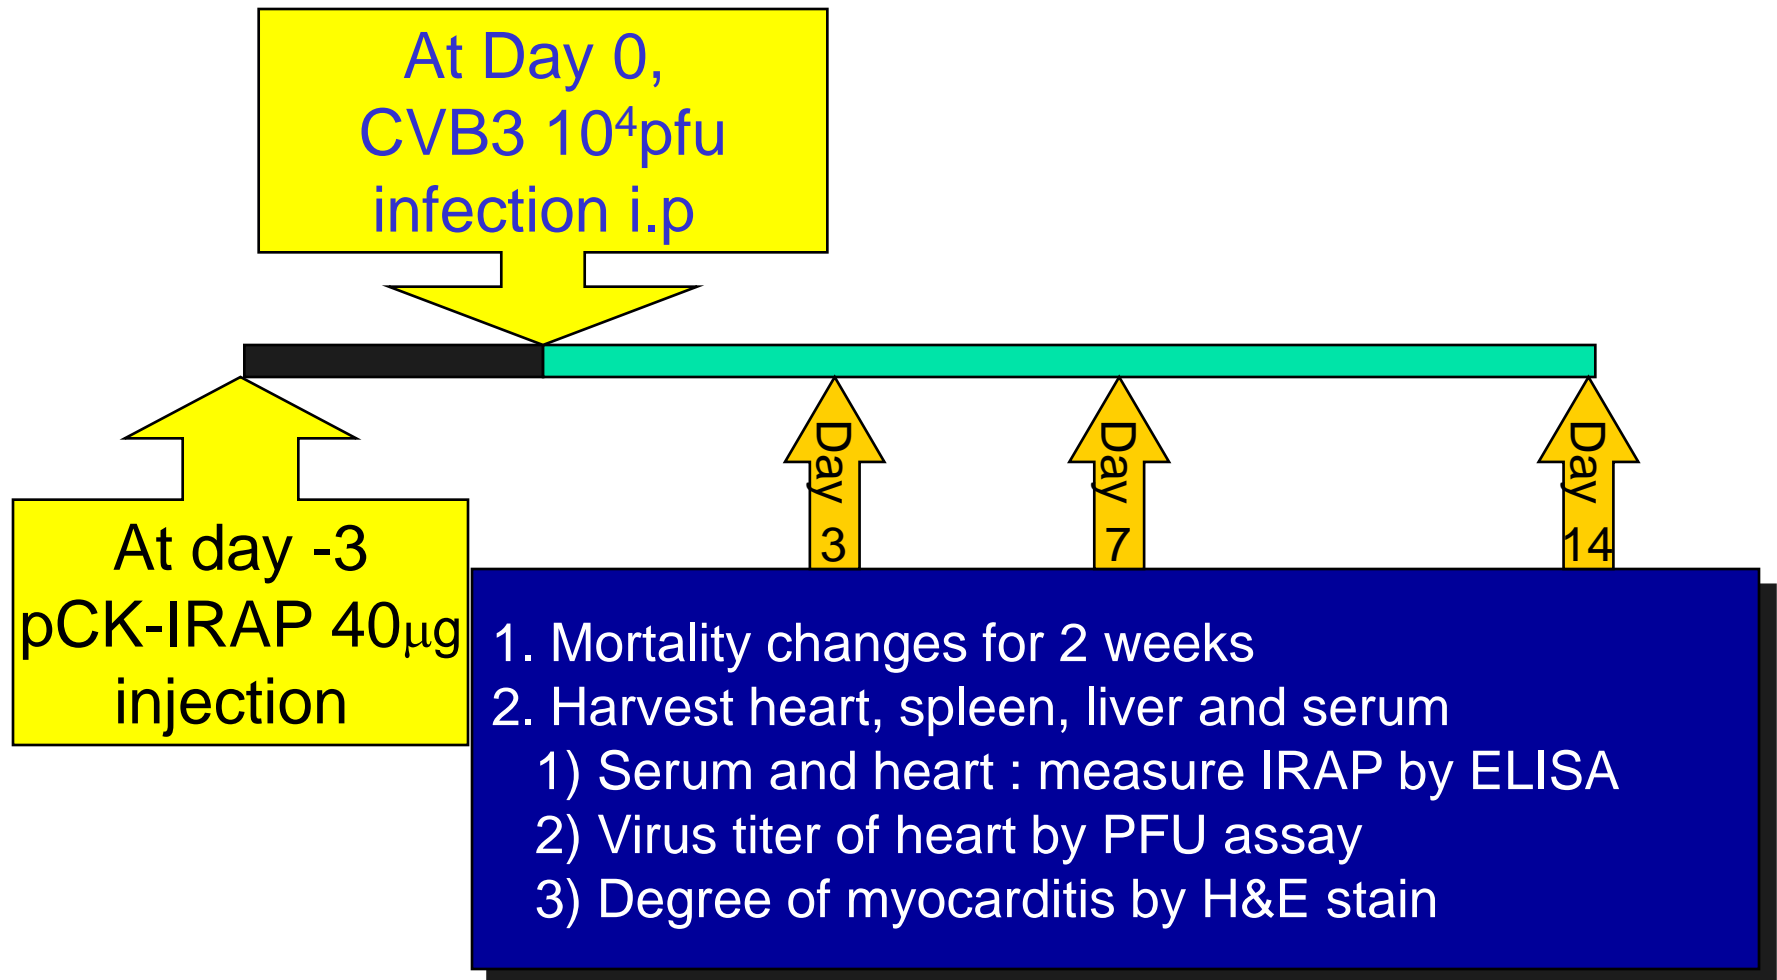 At Day 0,
CVB3 10⁴pfu
infection i.p
Day 3
Day 7
Day 14
At day -3
pCK-IRAP 40μg
injection
1. Mortality changes for 2 weeks
2. Harvest heart, spleen, liver and serum
1) Serum and heart : measure IRAP by ELISA
2) Virus titer of heart by PFU assay
3) Degree of myocarditis by H&E stain